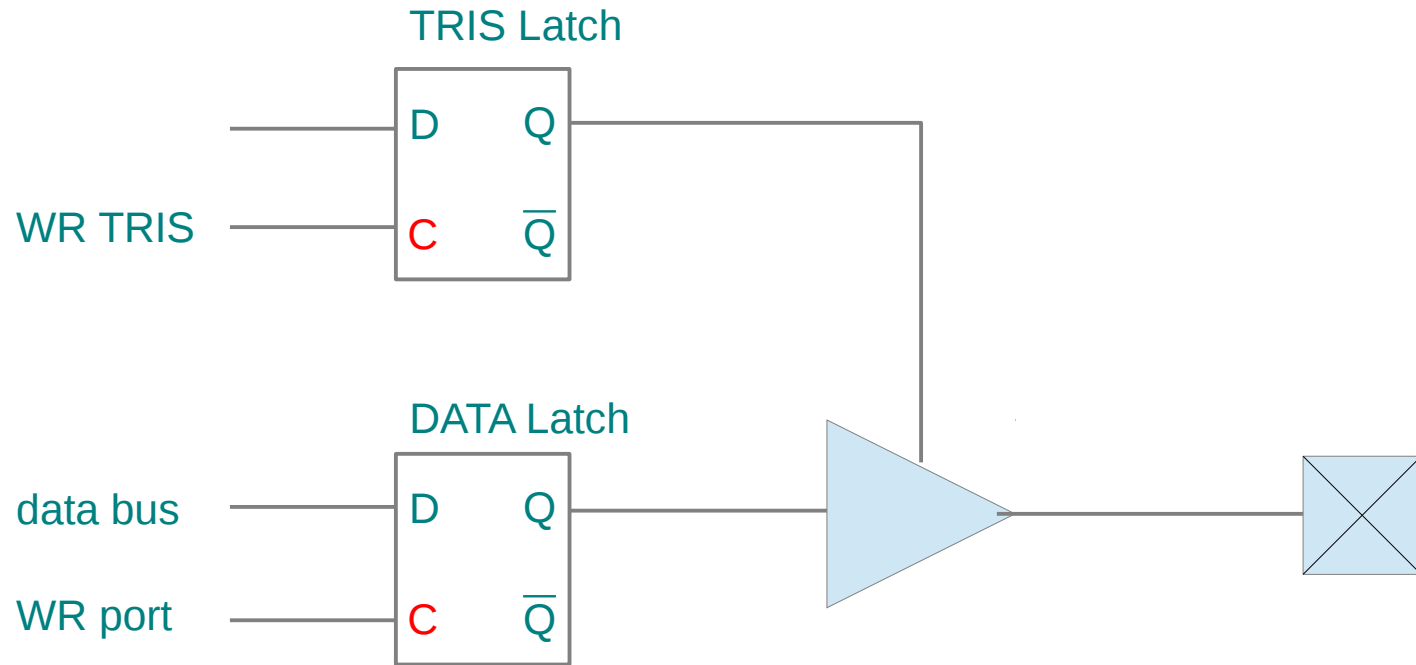 TRIS Latch
D Q
WR TRIS
C Q̅
DATA Latch
data bus
D Q
WR port
C Q̅